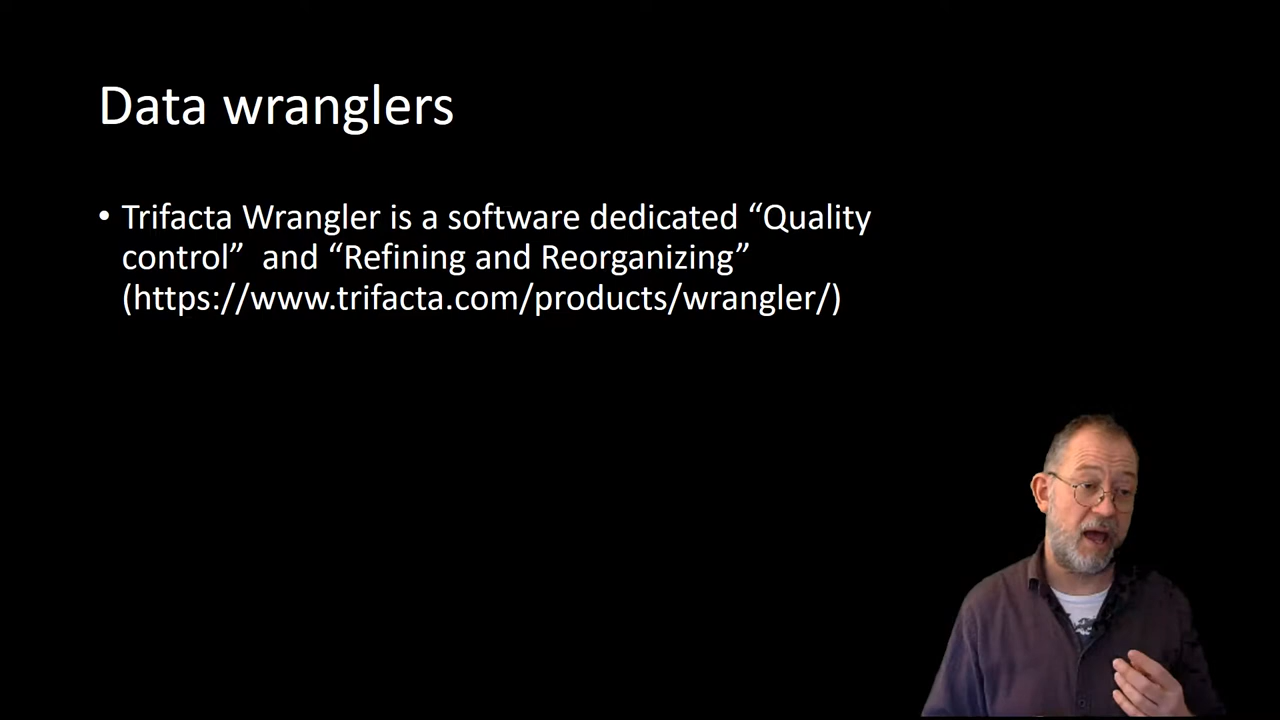 Data wranglers
• Trifacta Wrangler is a software dedicated “Quality
control”  and “Refining and Reorganizing”
(https://www.trifacta.com/products/wrangler/)